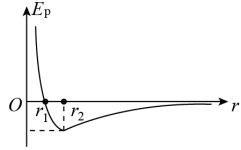 Eₚ
O r₁ r₂ r